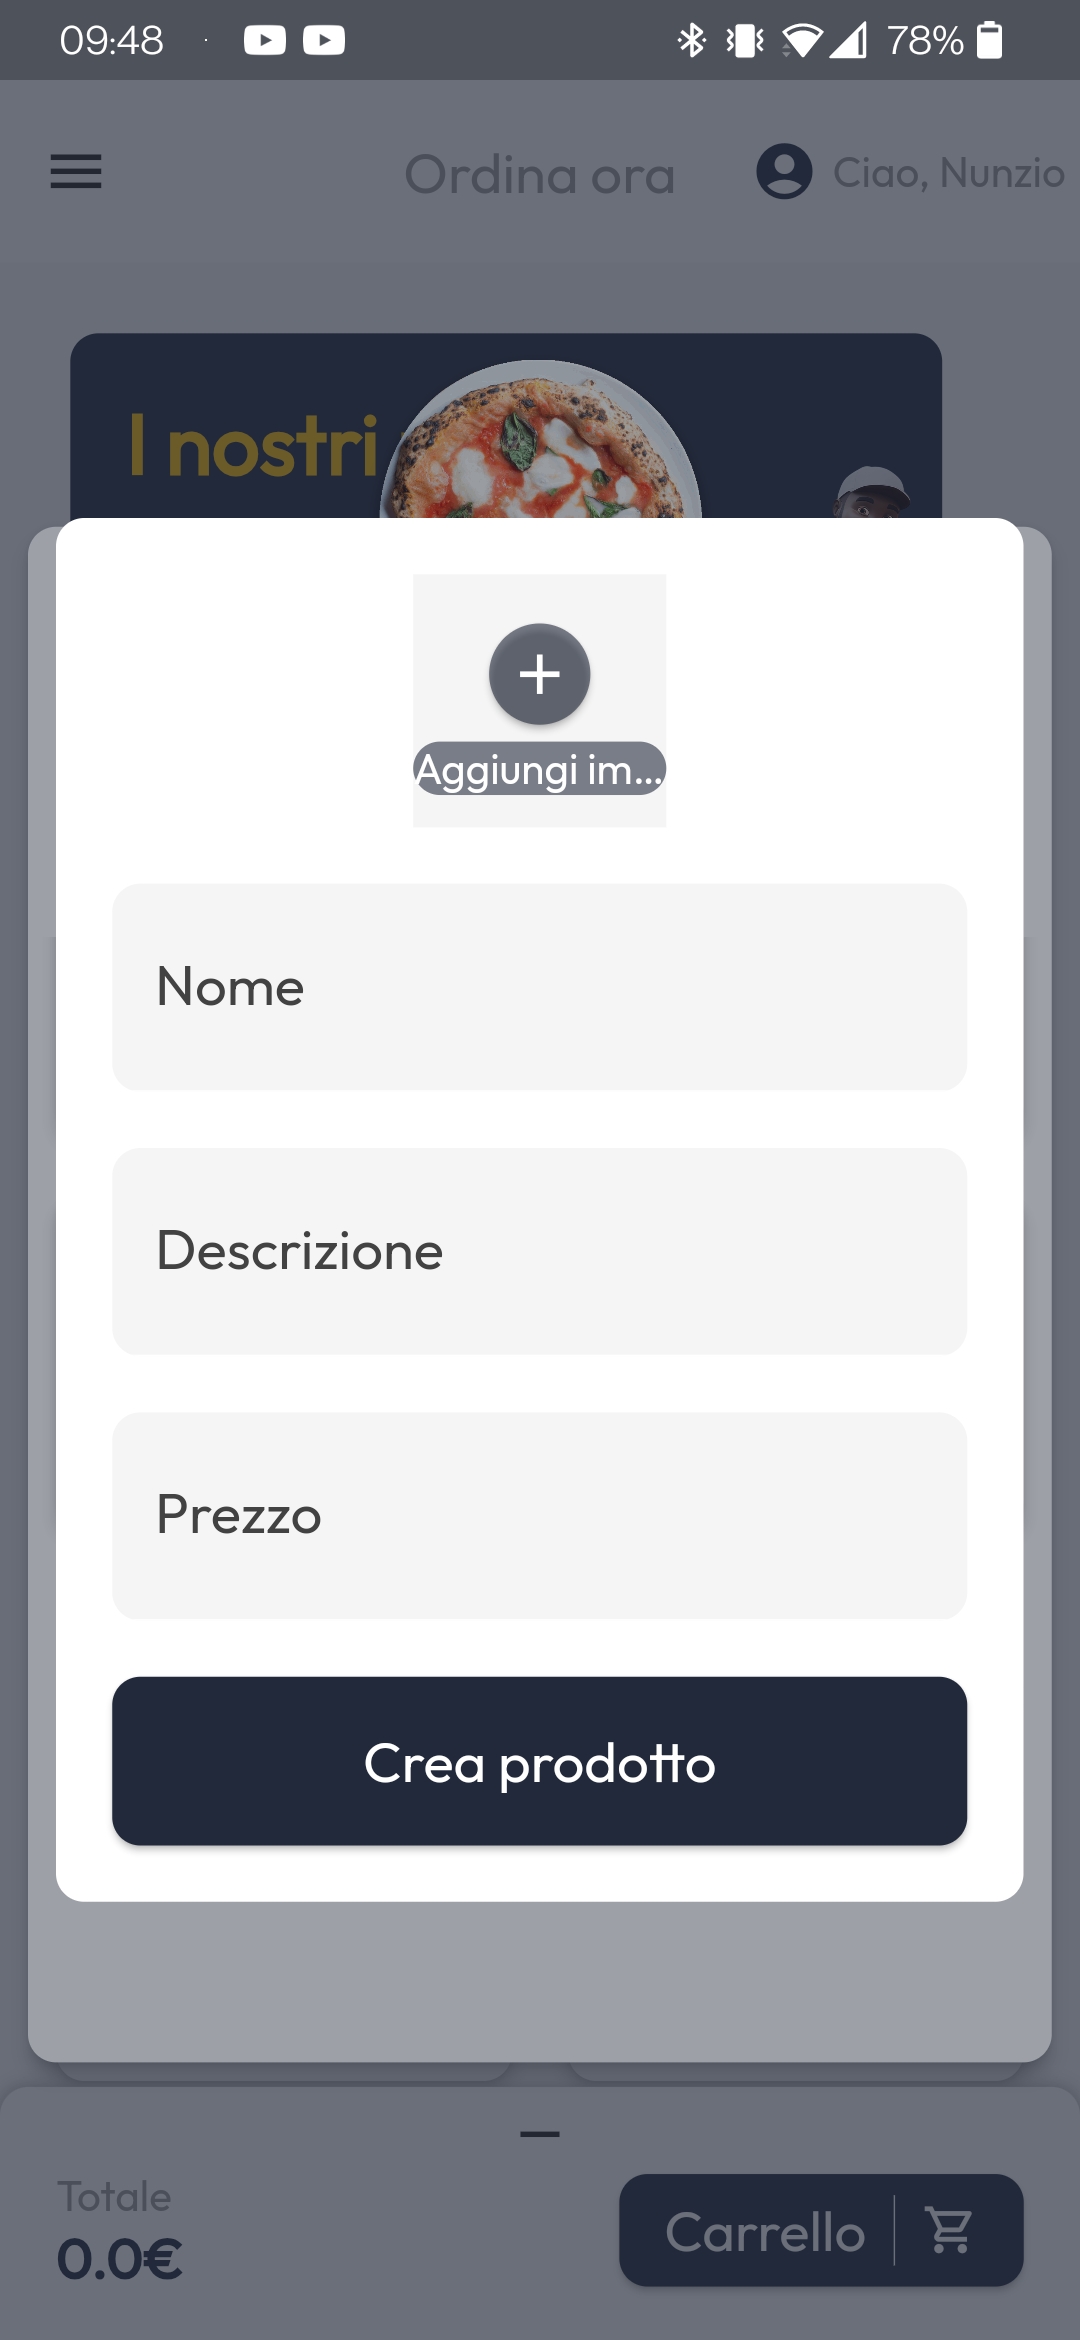 09:48
78%
Ordina ora
Ciao, Nunzio
I nostri
Aggiungi im...
Nome
Descrizione
Prezzo
Crea prodotto
Totale
0.0€
Carrello